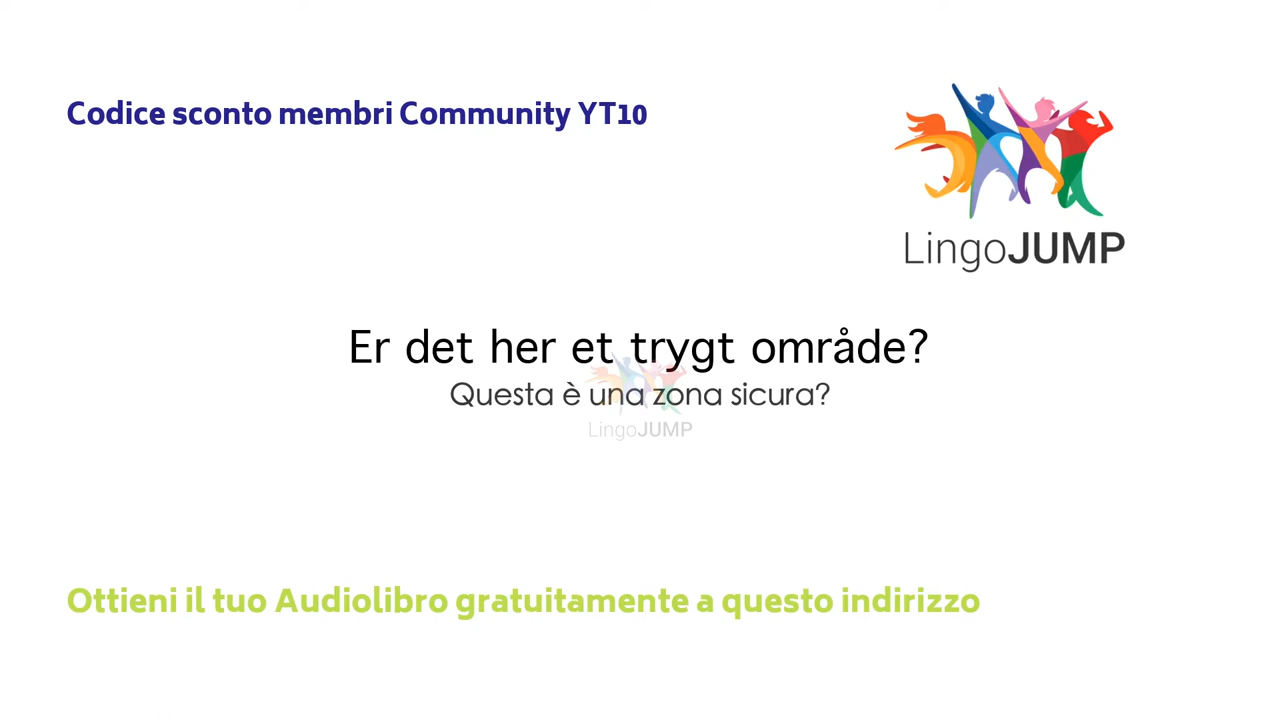 Codice sconto membri Community YT10
LingoJUMP
Er det her et trygt område?
Questa è una zona sicura?
LingoJUMP
Ottieni il tuo Audiolibro gratuitamente a questo indirizzo